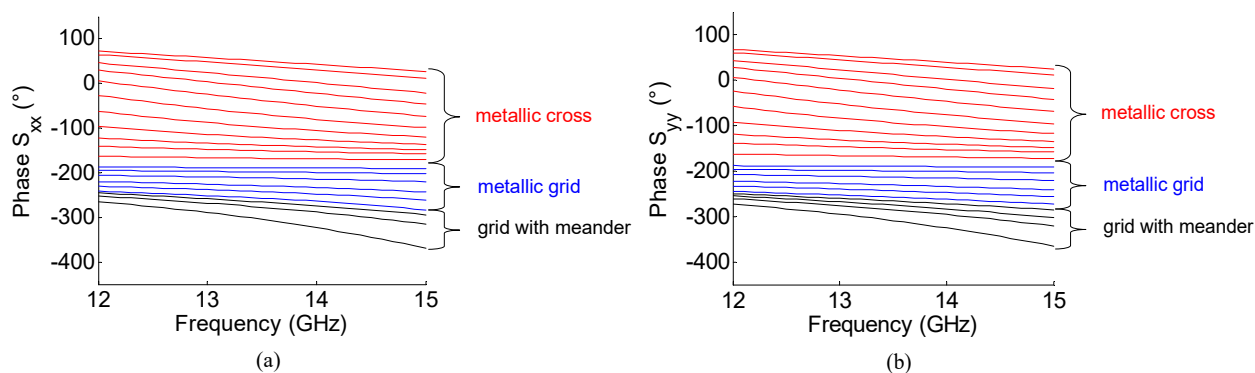 100
0
-100
-200
-300
-400
Phase Sxx (°)
12
13
14
15
Frequency (GHz)
metallic cross
metallic grid
grid with meander
(a)
100
0
-100
-200
-300
-400
Phase Syy (°)
12
13
14
15
Frequency (GHz)
metallic cross
metallic grid
grid with meander
(b)